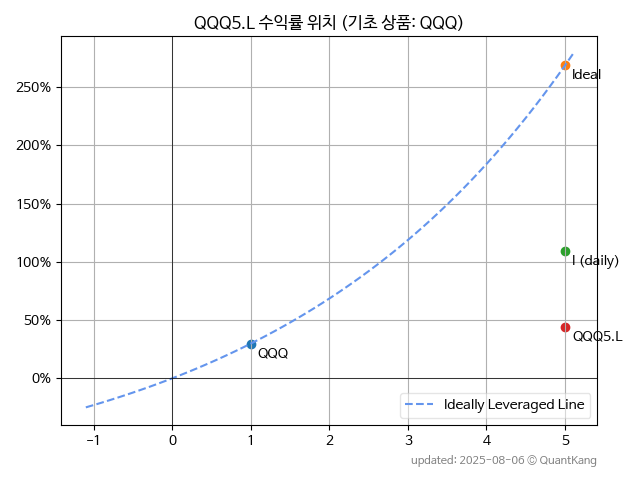 QQQ5.L 수익률 위치 (기초 상품: QQQ)
250%
200%
150%
100%
50%
0%
Ideal
I (daily)
QQQ5.L
QQQ
Ideally Leveraged Line
−1 0 1 2 3 4 5
updated: 2025-08-06 © QuantKang